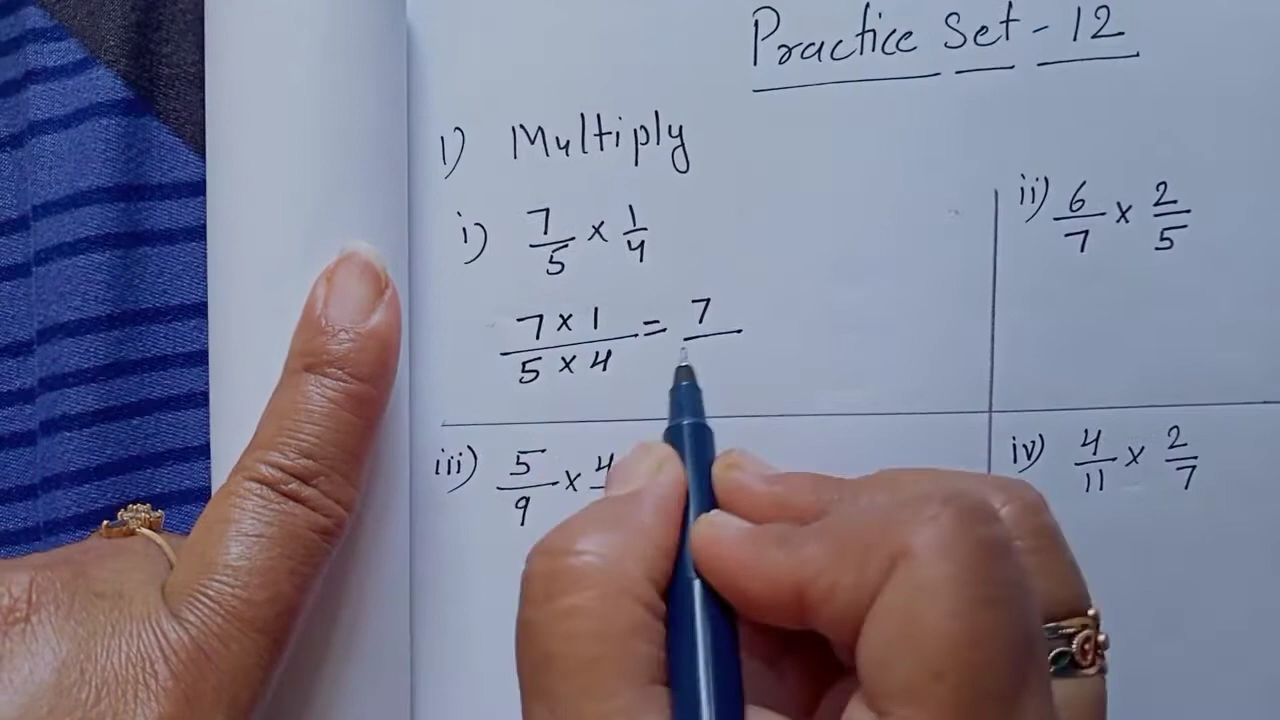 Practice Set - 12
1) Multiply
i) 7/5 × 1/4
7 × 1 / 5 × 4 = 7/
ii) 6/7 × 2/5
iii) 5/9 × 4
iv) 4/11 × 2/7